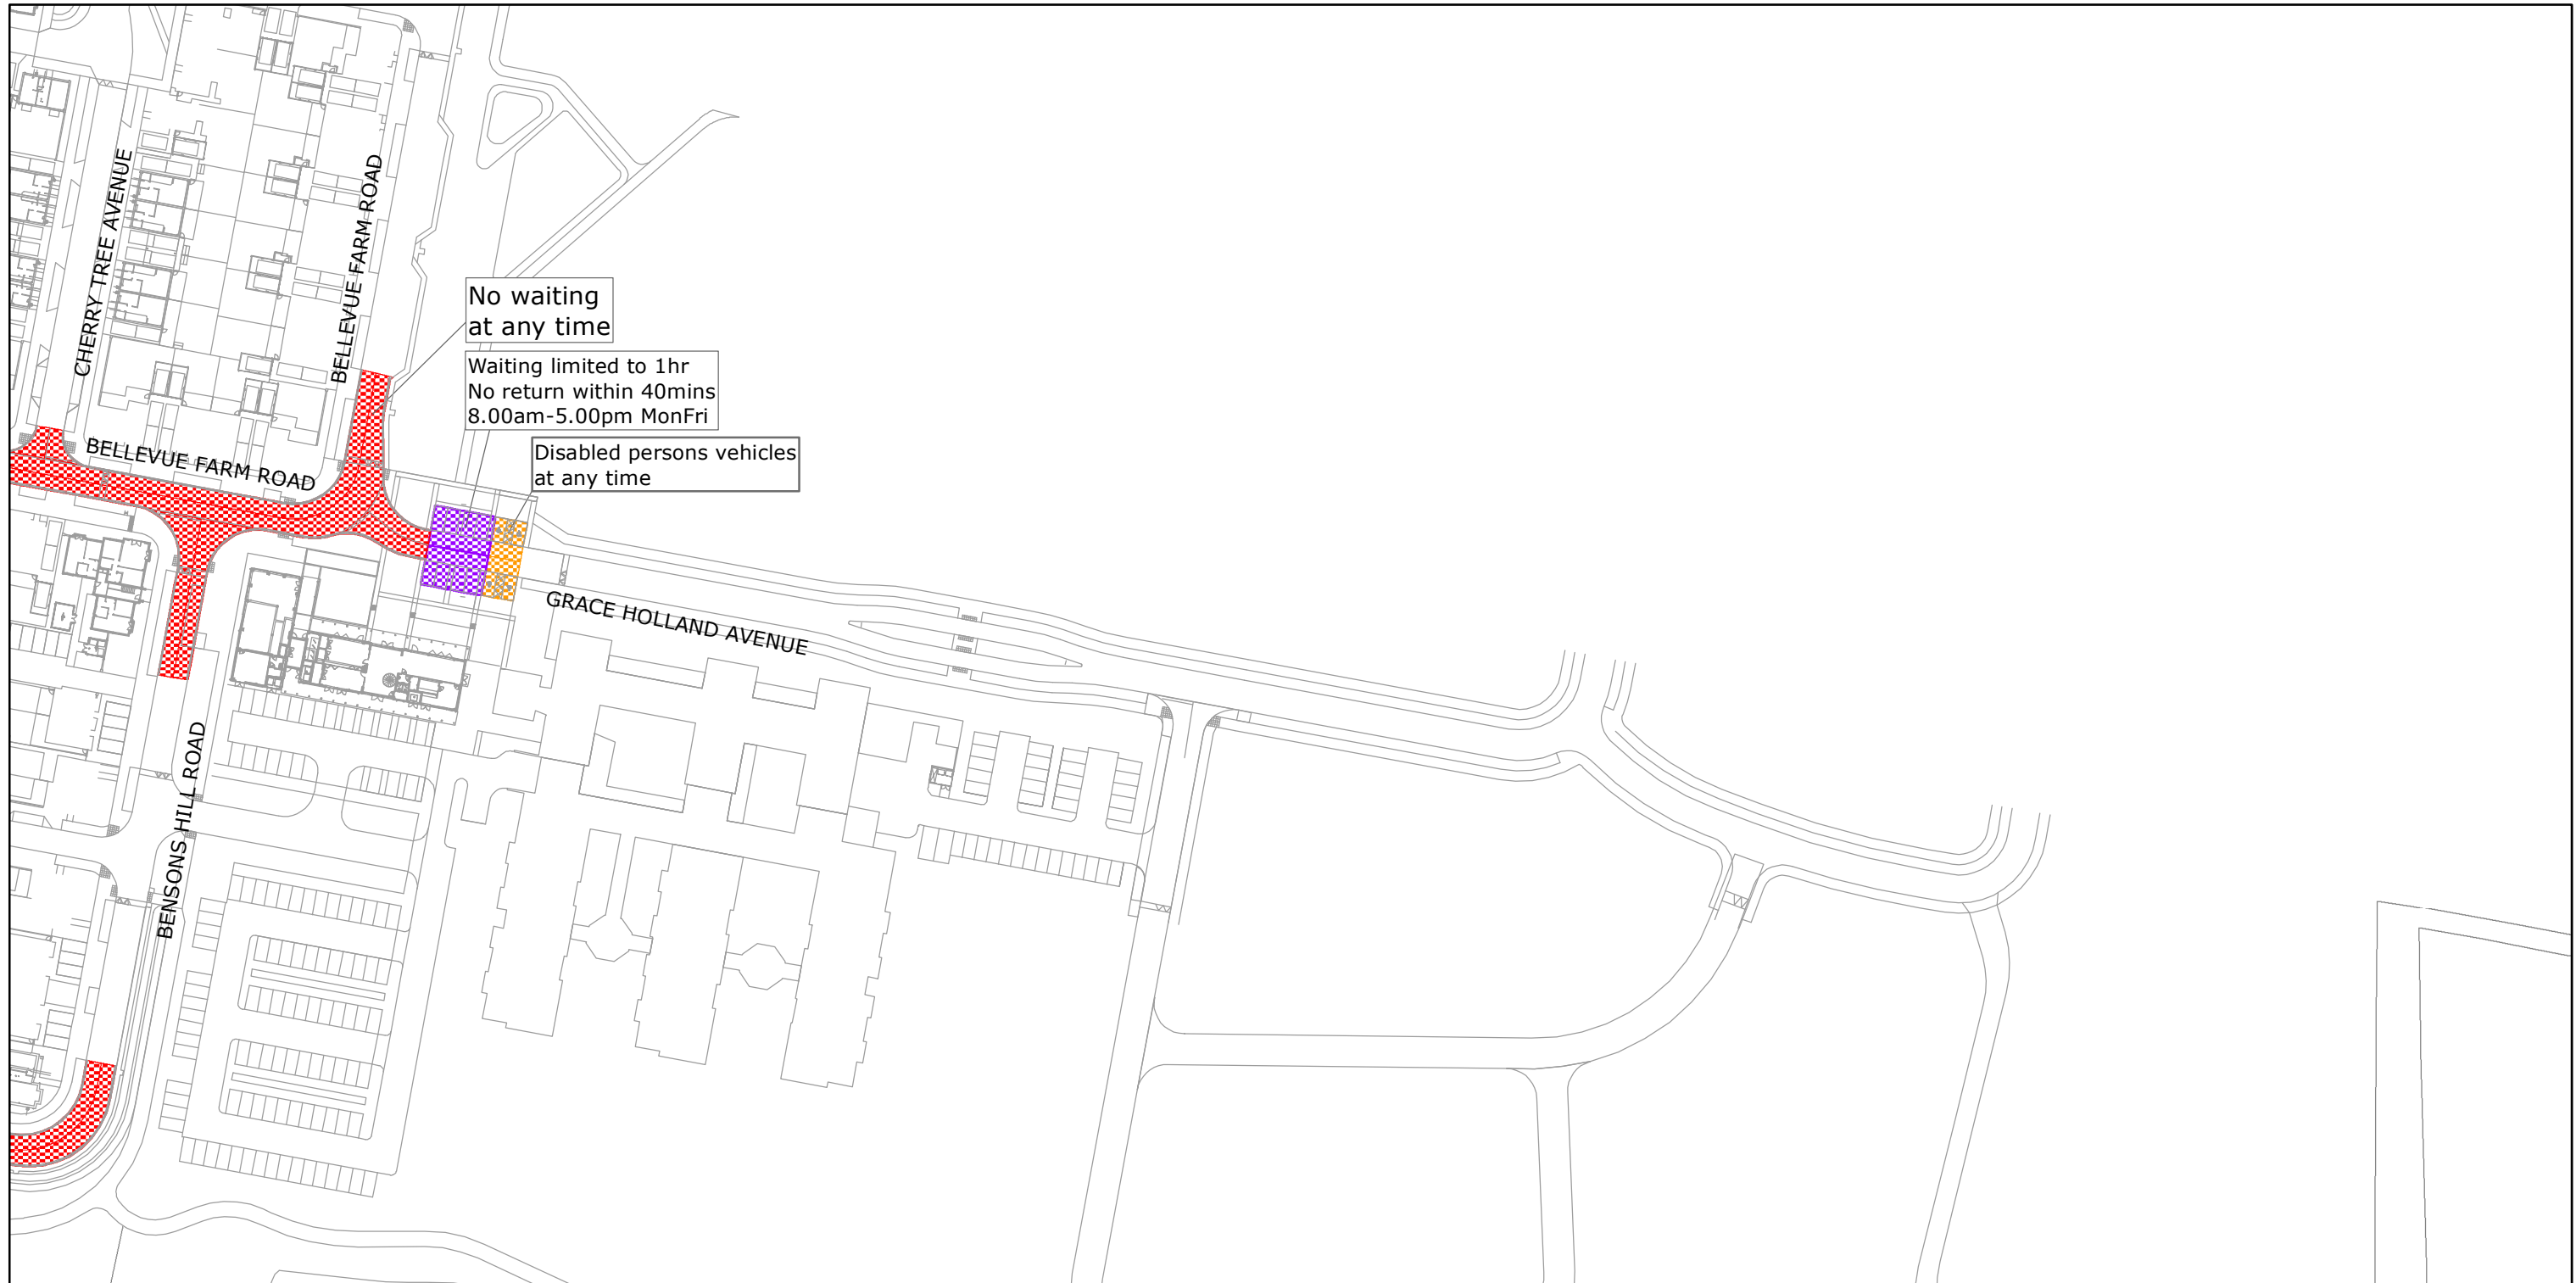 CHERRY TREE AVENUE
BELLEVUE FARM ROAD
No waiting
at any time
Waiting limited to 1hr
No return within 40mins
8.00am-5.00pm MonFri
Disabled persons vehicles
at any time
BELLEVUE FARM ROAD
GRACE HOLLAND AVENUE
BENSONS HILL ROAD